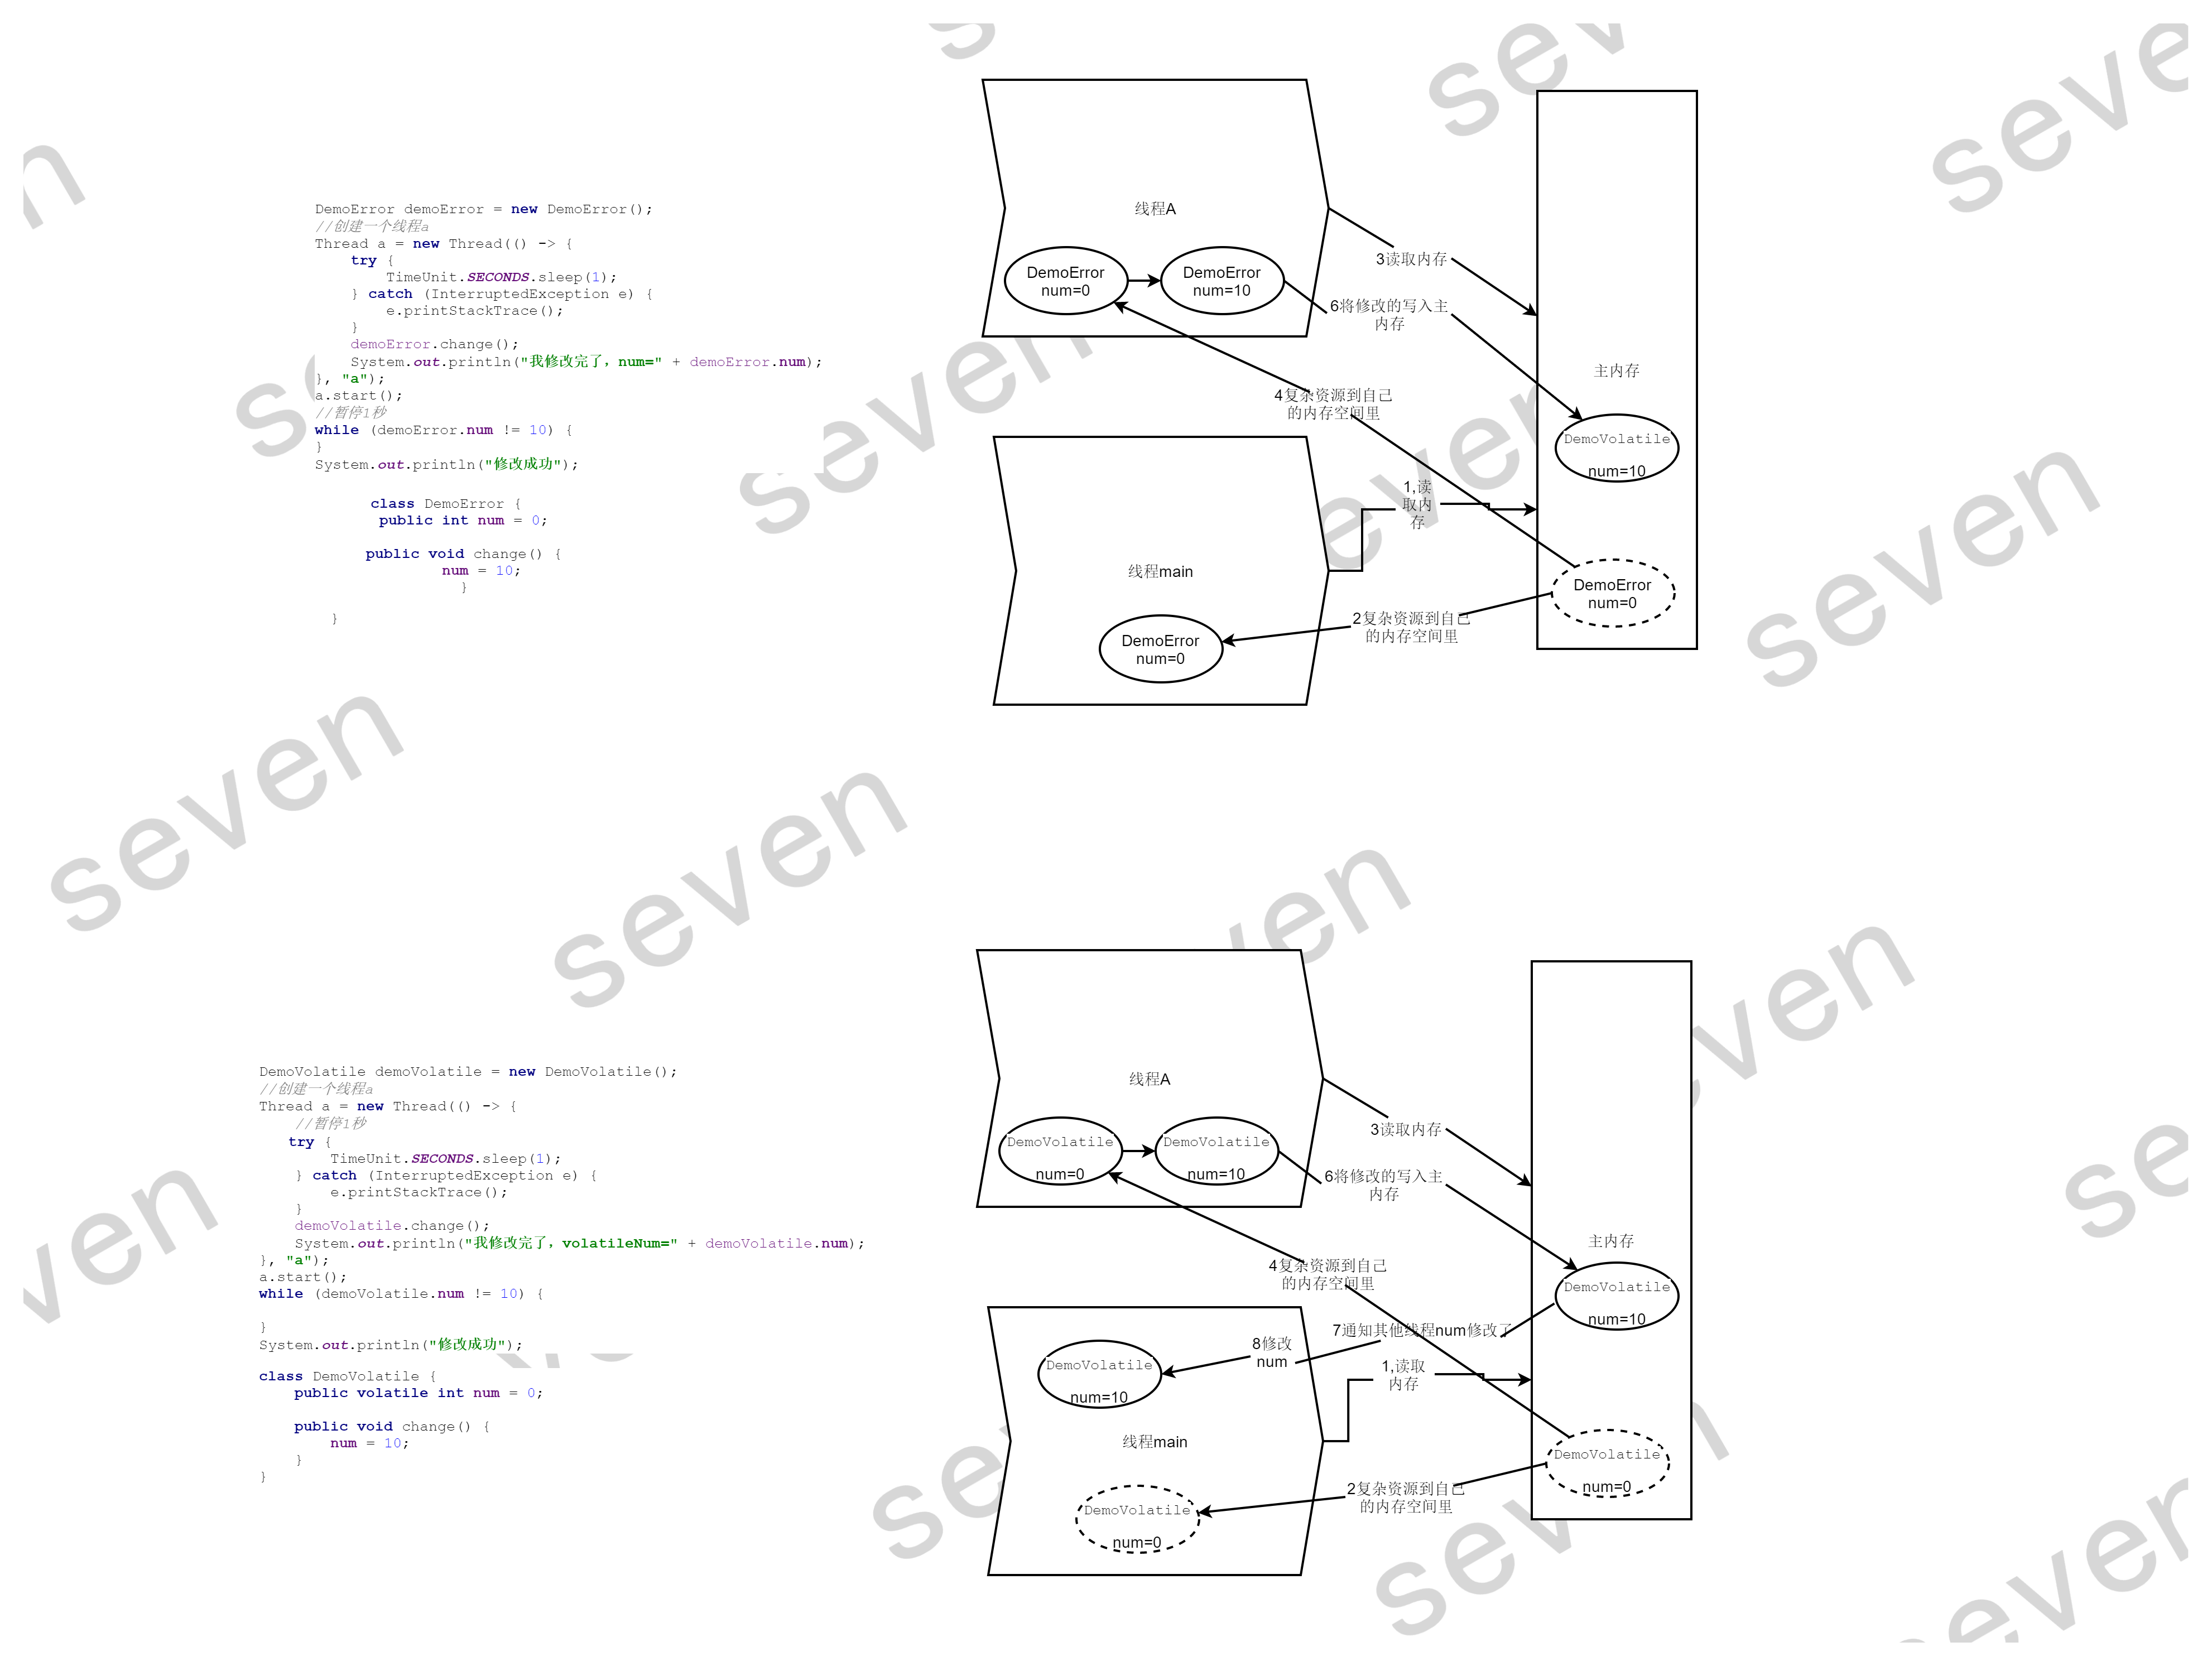 DemoError demoError = new DemoError();
//创建一个线程a
Thread a = new Thread(() -> {
try {
TimeUnit.SECONDS.sleep(1);
} catch (InterruptedException e) {
e.printStackTrace();
}
demoError.change();
System.out.println("我修改完了，num=" + demoError.num);
}, "a");
a.start();
//暂停1秒
while (demoError.num != 10) {
}
System.out.println("修改成功");
class DemoError {
public int num = 0;
public void change() {
num = 10;
}
}
线程A
DemoError
num=0
DemoError
num=10
3读取内存
6将修改的写入主
内存
4复杂资源到自己
的内存空间里
主内存
DemoVolatile
num=10
1,读
取内
存
线程main
DemoError
num=0
2复杂资源到自己
的内存空间里
DemoError
num=0
DemoVolatile demoVolatile = new DemoVolatile();
//创建一个线程a
Thread a = new Thread(() -> {
//暂停1秒
try {
TimeUnit.SECONDS.sleep(1);
} catch (InterruptedException e) {
e.printStackTrace();
}
demoVolatile.change();
System.out.println("我修改完了，volatileNum=" + demoVolatile.num);
}, "a");
a.start();
while (demoVolatile.num != 10) {
}
System.out.println("修改成功");
class DemoVolatile {
public volatile int num = 0;
public void change() {
num = 10;
}
}
线程A
DemoVolatile
num=0
DemoVolatile
num=10
3读取内存
6将修改的写入主
内存
4复杂资源到自己
的内存空间里
主内存
DemoVolatile
num=10
7通知其他线程num修改了
8修改
num
DemoVolatile
num=10
1,读取
内存
线程main
DemoVolatile
num=0
2复杂资源到自己
的内存空间里
DemoVolatile
num=0
seven
seven
seven
seven
seven
seven
seven
seven
seven
seven
seven
seven
seven
seven